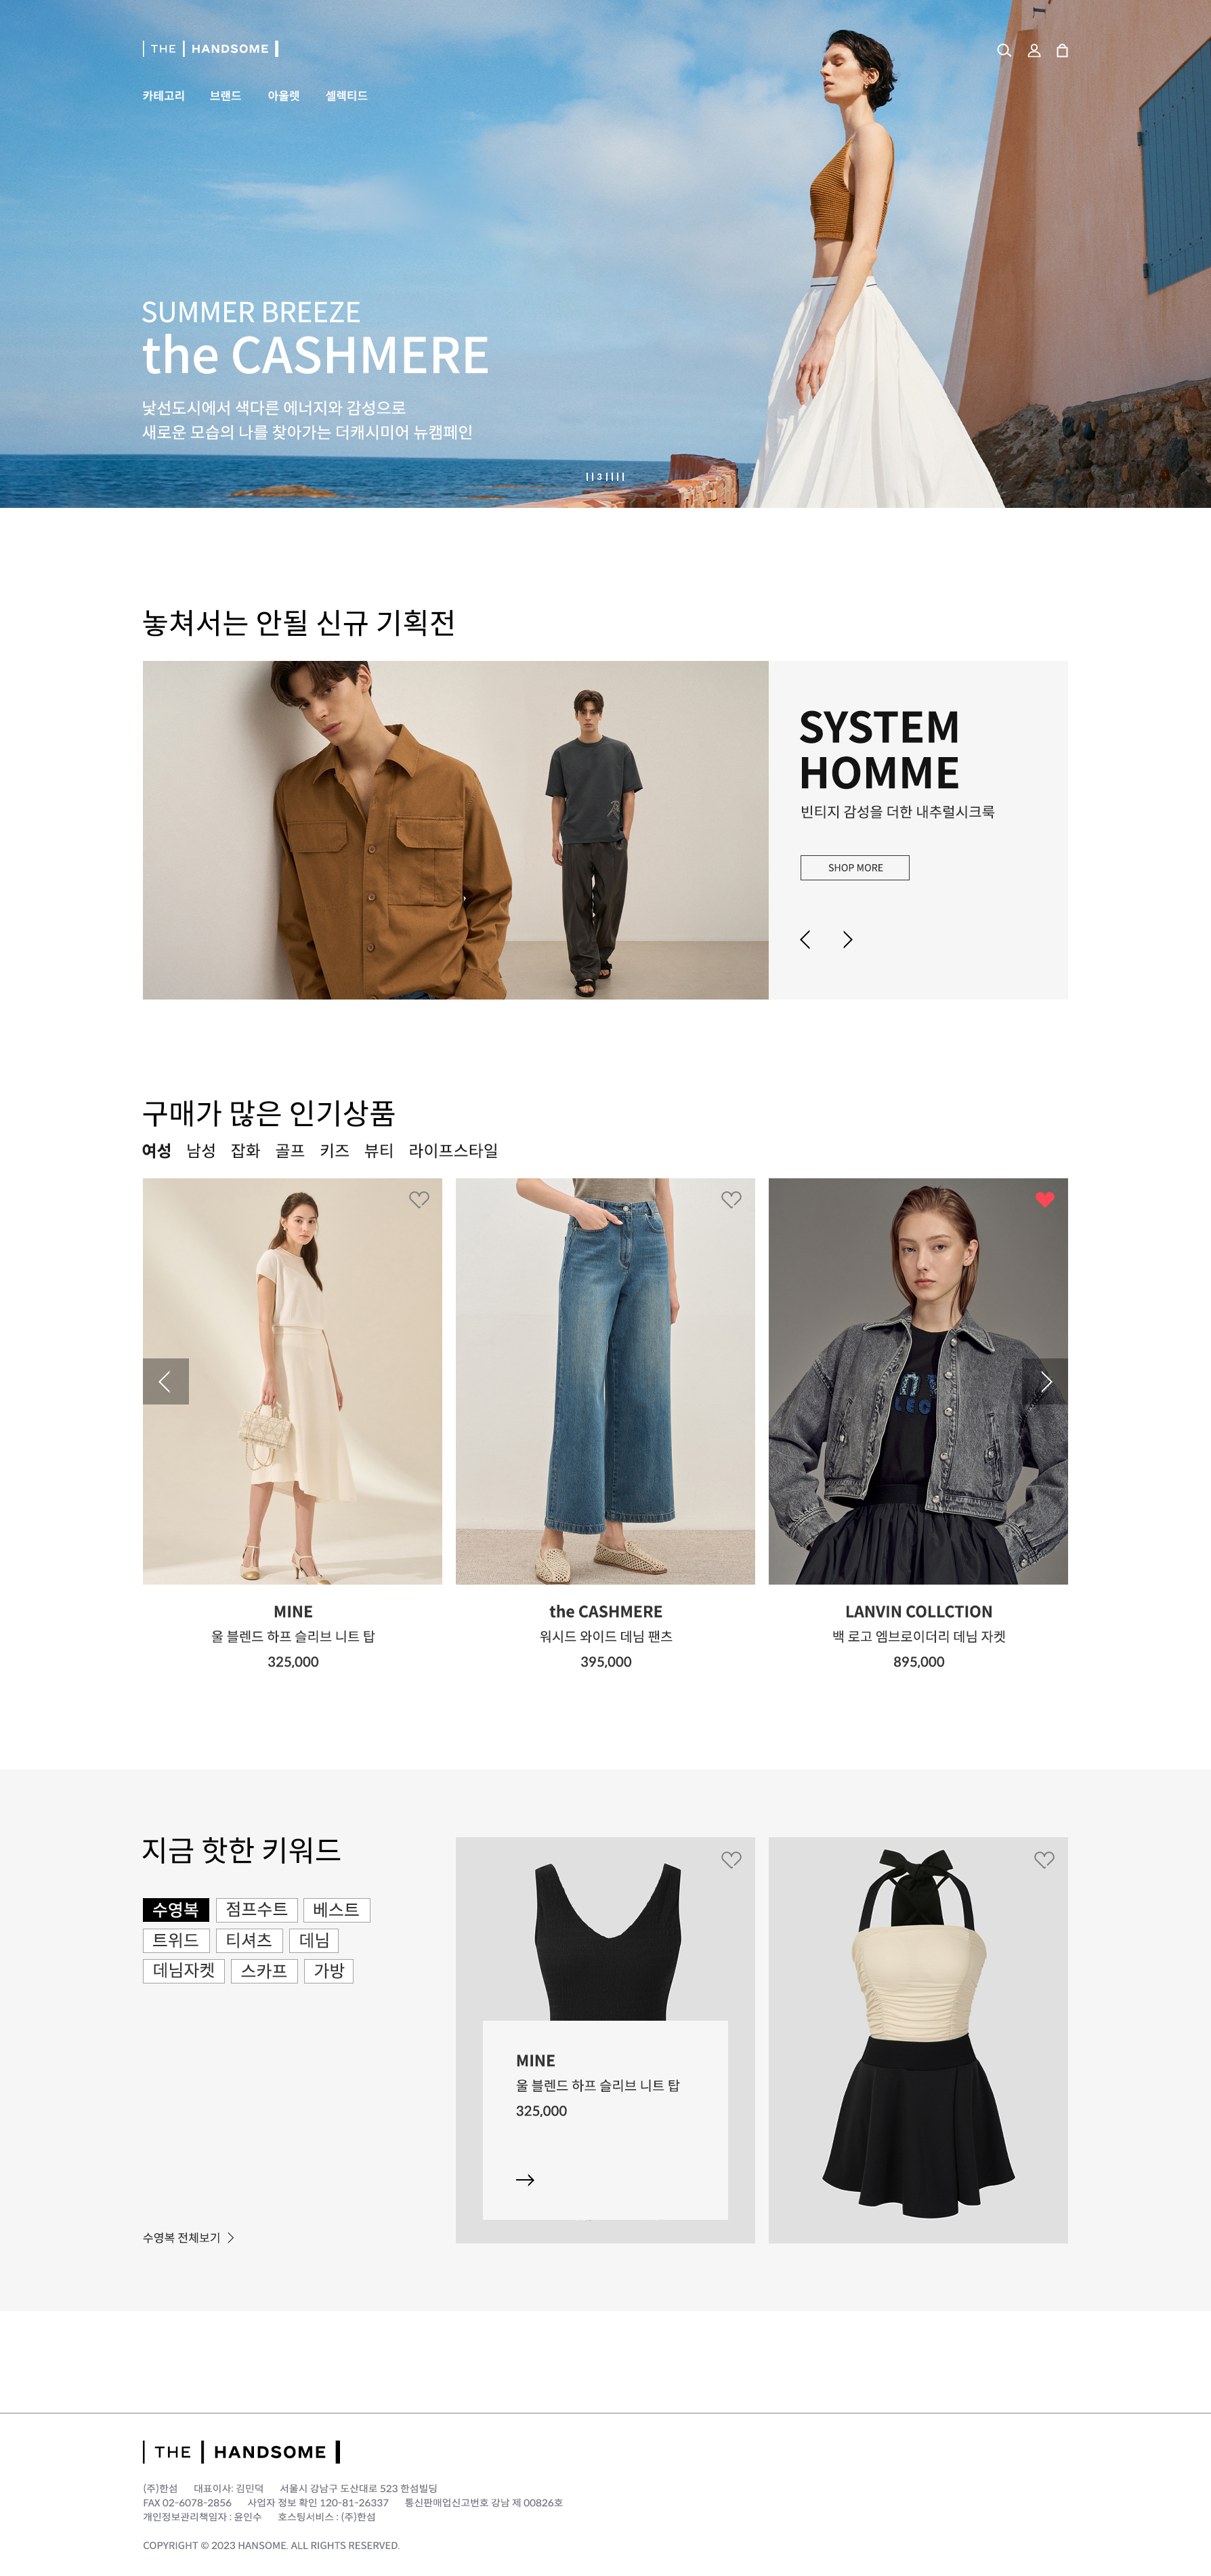 THE HANDSOME
카테고리 브랜드 아울렛 셀렉티드
SUMMER BREEZE
the CASHMERE
낯선도시에서 색다른 에너지와 감성으로
새로운 모습의 나를 찾아가는 더캐시미어 뉴캠페인
3
놓쳐서는 안될 신규 기획전
SYSTEM
HOMME
빈티지 감성을 더한 내추럴시크룩
SHOP MORE
구매가 많은 인기상품
여성 남성 잡화 골프 키즈 뷰티 라이프스타일
MINE
울 블렌드 하프 슬리브 니트 탑
325,000
the CASHMERE
워시드 와이드 데님 팬츠
395,000
LANVIN COLLCTION
백 로고 엠브로이더리 데님 자켓
895,000
지금 핫한 키워드
수영복 점프수트 베스트
트위드 티셔츠 데님
데님자켓 스카프 가방
수영복 전체보기
MINE
울 블렌드 하프 슬리브 니트 탑
325,000
THE HANDSOME
(주)한섬 대표이사: 김민덕 서울시 강남구 도산대로 523 한섬빌딩
FAX 02-6078-2856 사업자 정보 확인 120-81-26337 통신판매업신고번호 강남 제 00826호
개인정보관리책임자 : 윤인수 호스팅서비스 : (주)한섬
COPYRIGHT © 2023 HANSOME. ALL RIGHTS RESERVED.